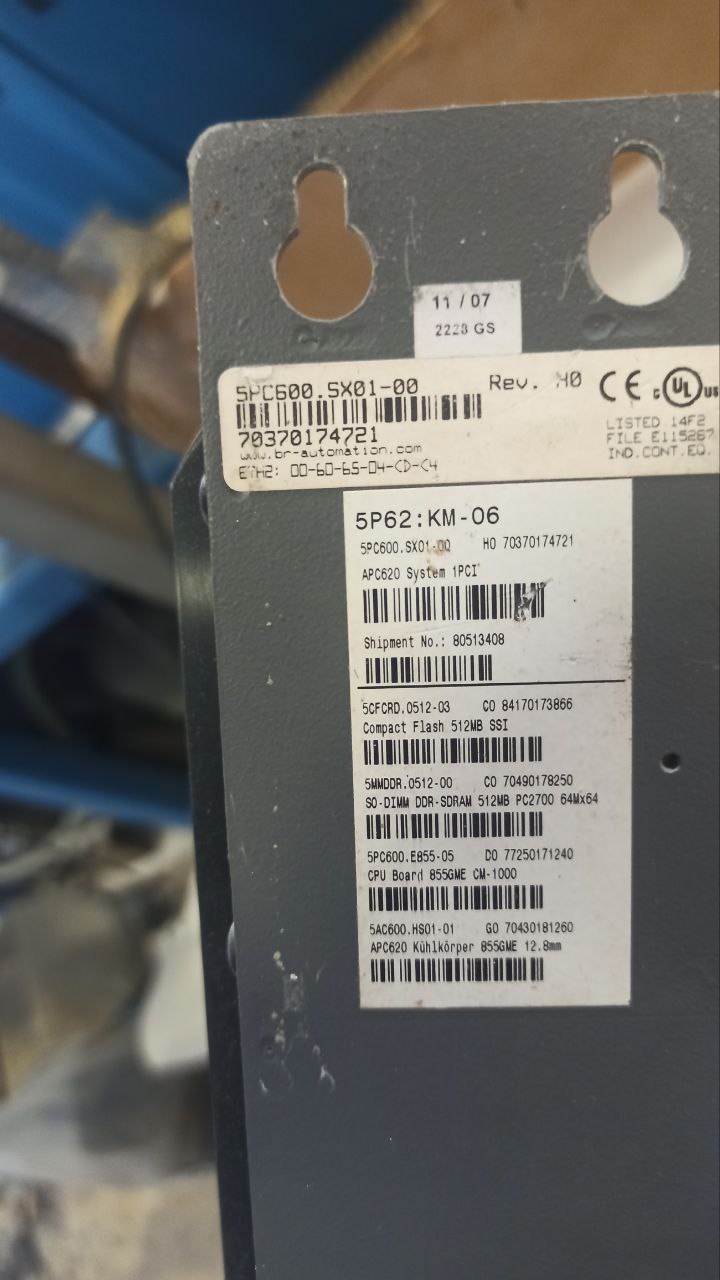 11 / 07
2228 GS
5PC600.SX01-00 Rev. H0 CE c UL us
70370174721
www.br-automation.com
ETH2: 00-60-65-04-CD-C4
LISTED 14F2
FILE E115267
IND.CONT.EQ.
5P62:KM-06
5PC600.SX01-00 H0 70370174721
APC620 System 1PCI
Shipment No.: 80513408
5CFCRD.0512-03 C0 84170173866
Compact Flash 512MB SSI
5MMDDR.0512-00 C0 70490178250
SO-DIMM DDR-SDRAM 512MB PC2700 64Mx64
5PC600.E855-05 D0 77250171240
CPU Board 855GME CM-1000
5AC600.HS01-01 G0 70430181260
APC620 Kühlkörper 855GME 12.8mm